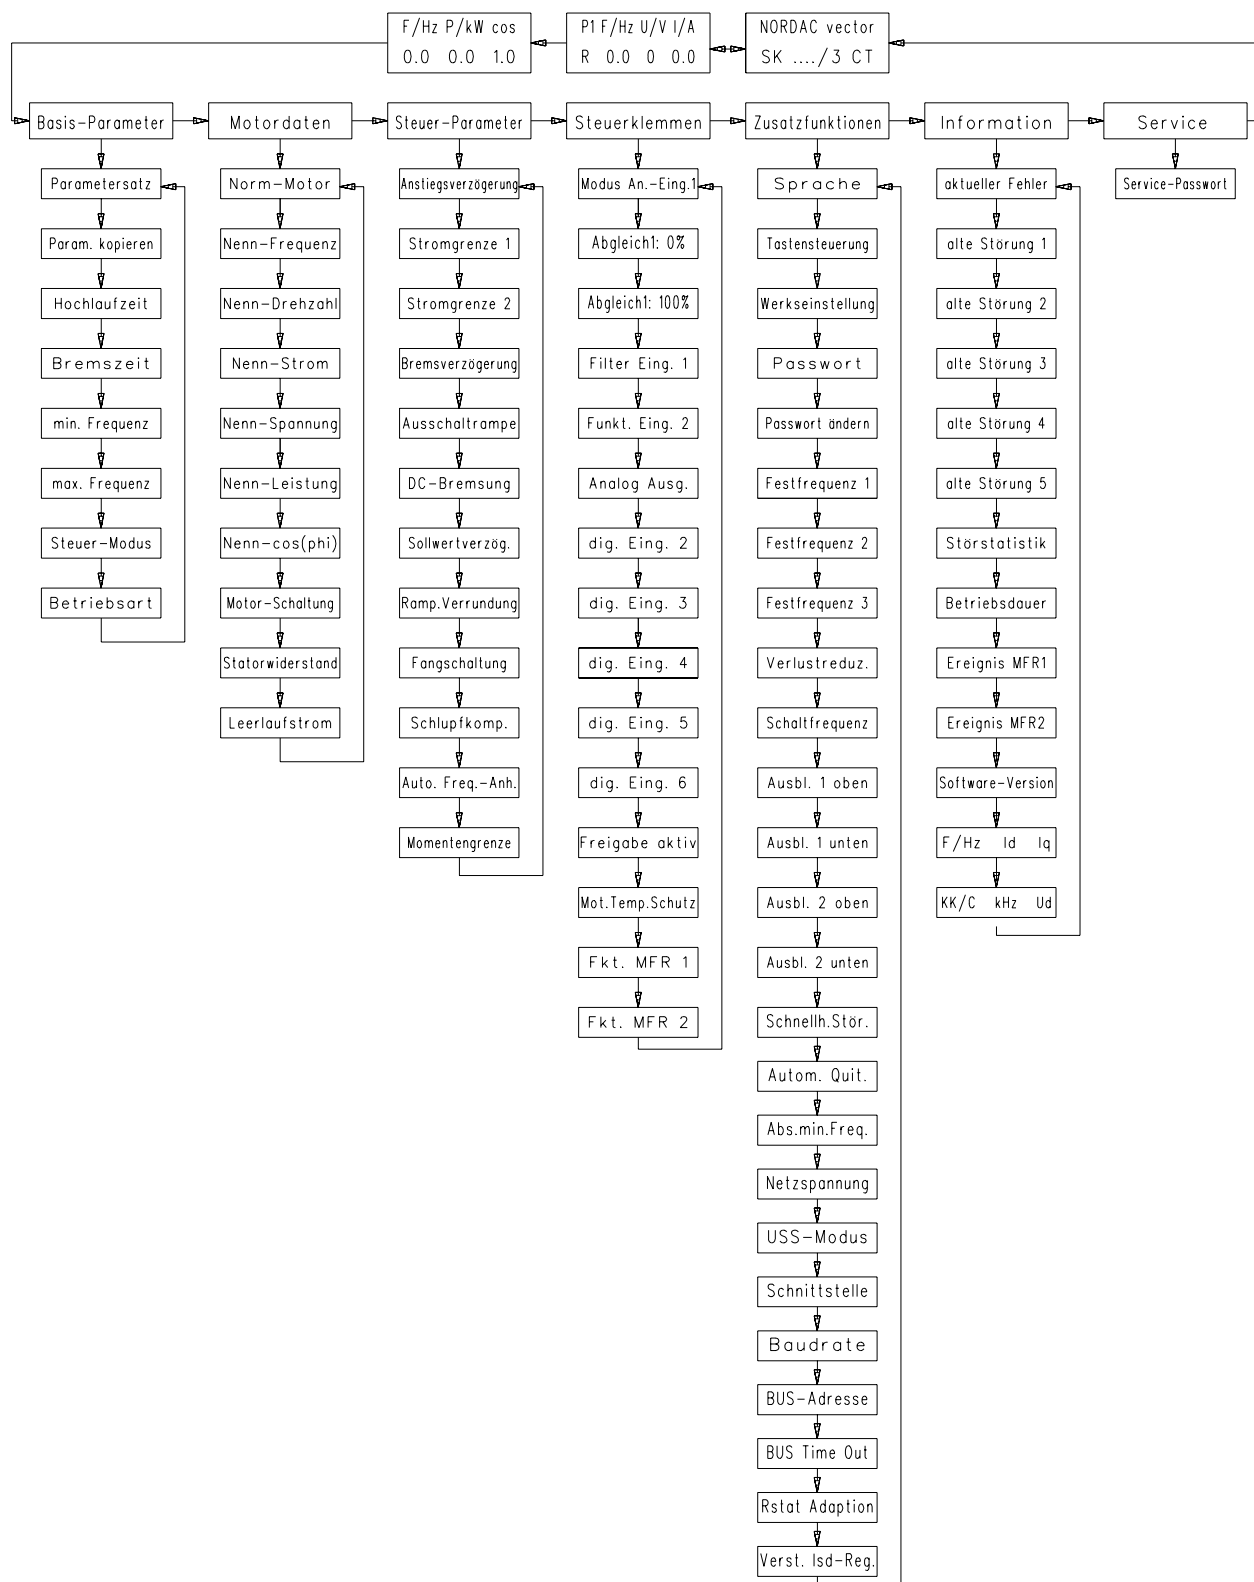 F/Hz P/kW cos
0.0 0.0 1.0
P1 F/Hz U/V I/A
R 0.0 0 0.0
NORDAC vector
SK ..../3 CT
Basis-Parameter
Motordaten
Steuer-Parameter
Steuerklemmen
Zusatzfunktionen
Information
Service
Parametersatz
Param. kopieren
Hochlaufzeit
Bremszeit
min. Frequenz
max. Frequenz
Steuer-Modus
Betriebsart
Norm-Motor
Nenn-Frequenz
Nenn-Drehzahl
Nenn-Strom
Nenn-Spannung
Nenn-Leistung
Nenn-cos(phi)
Motor-Schaltung
Statorwiderstand
Leerlaufstrom
Anstiegsverzögerung
Stromgrenze 1
Stromgrenze 2
Bremsverzögerung
Ausschaltrampe
DC-Bremsung
Sollwertverzög.
Ramp.Verrundung
Fangschaltung
Schlupfkomp.
Auto. Freq.-Anh.
Momentengrenze
Modus An.-Eing.1
Abgleich1: 0%
Abgleich1: 100%
Filter Eing. 1
Funkt. Eing. 2
Analog Ausg.
dig. Eing. 2
dig. Eing. 3
dig. Eing. 4
dig. Eing. 5
dig. Eing. 6
Freigabe aktiv
Mot.Temp.Schutz
Fkt. MFR 1
Fkt. MFR 2
Sprache
Tastensteuerung
Werkseinstellung
Passwort
Passwort ändern
Festfrequenz 1
Festfrequenz 2
Festfrequenz 3
Verlustreduz.
Schaltfrequenz
Ausbl. 1 oben
Ausbl. 1 unten
Ausbl. 2 oben
Ausbl. 2 unten
Schnellh.Stör.
Autom. Quit.
Abs.min.Freq.
Netzspannung
USS-Modus
Schnittstelle
Baudrate
BUS-Adresse
BUS Time Out
Rstat Adaption
Verst. Isd-Reg.
aktueller Fehler
alte Störung 1
alte Störung 2
alte Störung 3
alte Störung 4
alte Störung 5
Störstatistik
Betriebsdauer
Ereignis MFR1
Ereignis MFR2
Software-Version
F/Hz Id Iq
KK/C kHz Ud
Service-Passwort